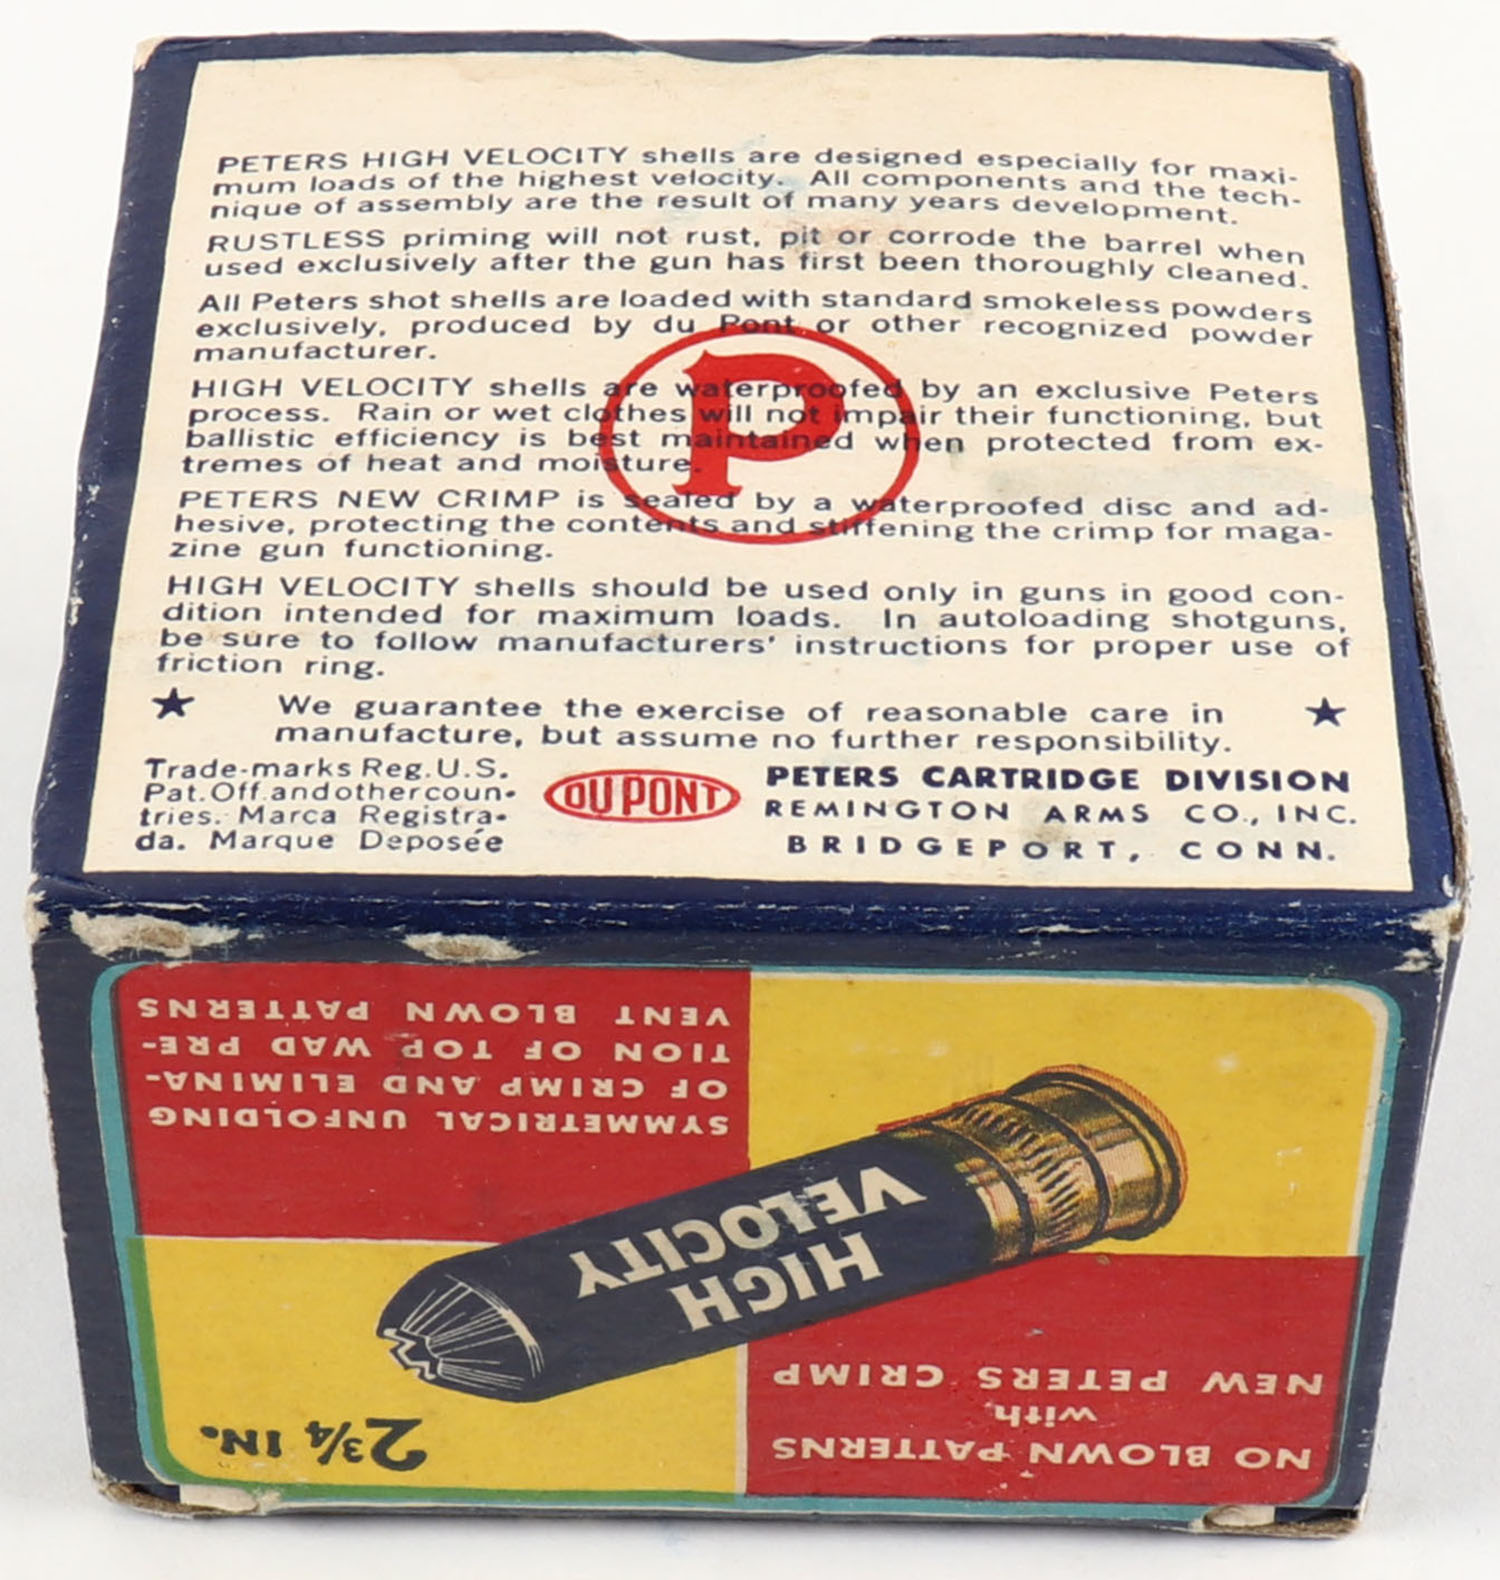 PETERS HIGH VELOCITY shells are designed especially for maxi-
mum loads of the highest velocity. All components and the tech-
nique of assembly are the result of many years development.
RUSTLESS priming will not rust, pit or corrode the barrel when
used exclusively after the gun has first been thoroughly cleaned.
All Peters shot shells are loaded with standard smokeless powders
exclusively, produced by du Pont or other recognized powder
manufacturer.
HIGH VELOCITY shells are waterproofed by an exclusive Peters
process. Rain or wet clothes will not impair their functioning, but
ballistic efficiency is best maintained when protected from ex-
tremes of heat and moisture.
P
PETERS NEW CRIMP is sealed by a waterproofed disc and ad-
hesive, protecting the contents and stiffening the crimp for maga-
zine gun functioning.
HIGH VELOCITY shells should be used only in guns in good con-
dition intended for maximum loads. In autoloading shotguns,
be sure to follow manufacturers' instructions for proper use of
friction ring.
★ We guarantee the exercise of reasonable care in ★
manufacture, but assume no further responsibility.
Trade-marks Reg. U.S.
Pat. Off. and other coun-
tries. Marca Registra-
da. Marque Deposée
DU PONT
PETERS CARTRIDGE DIVISION
REMINGTON ARMS CO., INC.
BRIDGEPORT, CONN.
NO BLOWN PATTERNS
with
NEW PETERS CRIMP
2 3/4 IN.
HIGH
VELOCITY
SYMMETRICAL UNFOLDING
OF CRIMP AND ELIMINA-
TION OF TOP WAD PRE-
VENT BLOWN PATTERNS